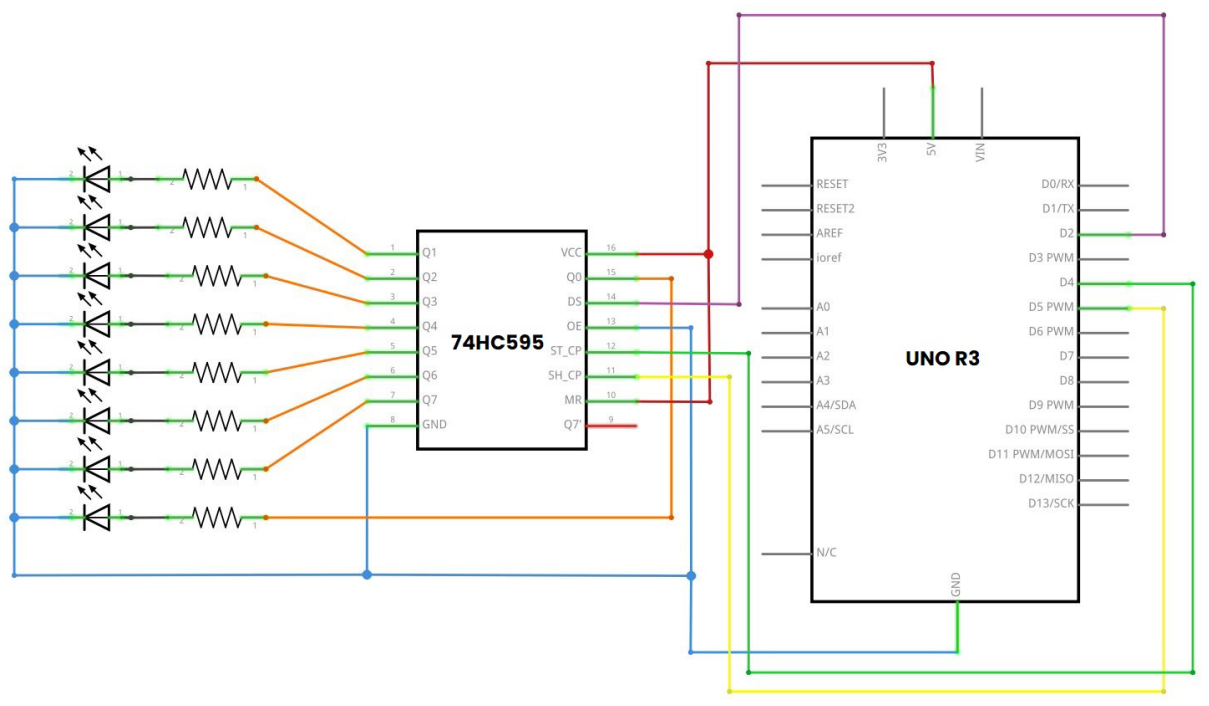 3V3
5V
VIN
RESET
RESET2
AREF
ioref
A0
A1
A2
A3
A4/SDA
A5/SCL
N/C
D0/RX
D1/TX
D2
D3 PWM
D4
D5 PWM
D6 PWM
D7
D8
D9 PWM
D10 PWM/SS
D11 PWM/MOSI
D12/MISO
D13/SCK
GND
UNO R3
74HC595
1 Q1
2 Q2
3 Q3
4 Q4
5 Q5
6 Q6
7 Q7
8 GND
VCC 16
Q0 15
DS 14
OE 13
ST_CP 12
SH_CP 11
MR 10
Q7' 9
2 1 2 1
2 1 2 1
2 1 2 1
2 1 2 1
2 1 2 1
2 1 2 1
2 1 2 1
2 1 2 1